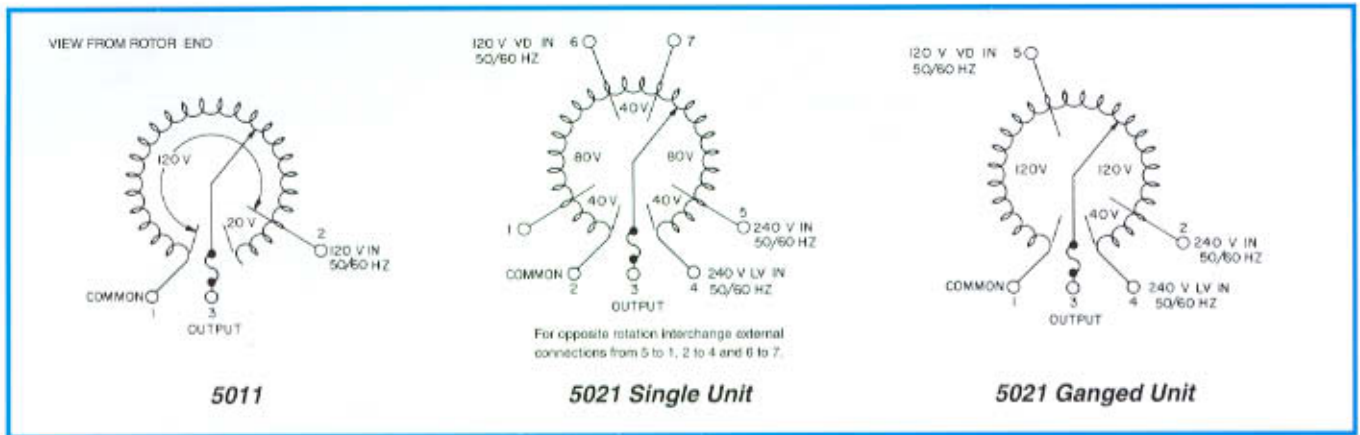 VIEW FROM ROTOR END
120V
20V
2
120 V IN
50/60 HZ
COMMON
1
3
OUTPUT
5011
120 V VD IN
50/60 HZ
6
7
40V
80V
80V
40V
40V
1
5
240 V IN
50/60 HZ
COMMON
2
3
4
240 V LV IN
50/60 HZ
OUTPUT
For opposite rotation interchange external
connections from 5 to 1, 2 to 4 and 6 to 7.
5021 Single Unit
120 V VD IN
50/60 HZ
5
120V
120V
40V
2
240 V IN
50/60 HZ
COMMON
1
3
4
240 V LV IN
50/60 HZ
OUTPUT
5021 Ganged Unit